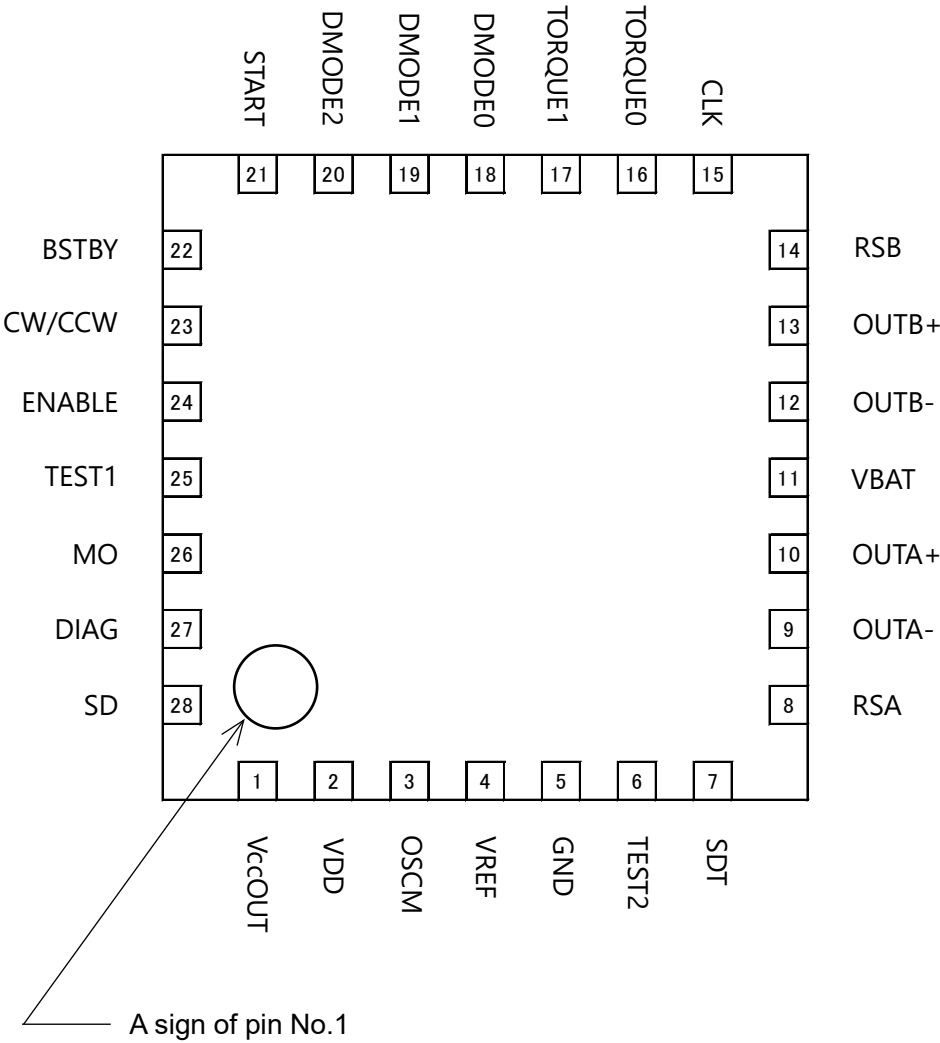 START
DMODE2
DMODE1
DMODE0
TORQUE1
TORQUE0
CLK
21 20 19 18 17 16 15
BSTBY 22 14 RSB
CW/CCW 23 13 OUTB+
ENABLE 24 12 OUTB-
TEST1 25 11 VBAT
MO 26 10 OUTA+
DIAG 27 9 OUTA-
SD 28 8 RSA
1 2 3 4 5 6 7
VccOUT
VDD
OSCM
VREF
GND
TEST2
SDT
A sign of pin No.1